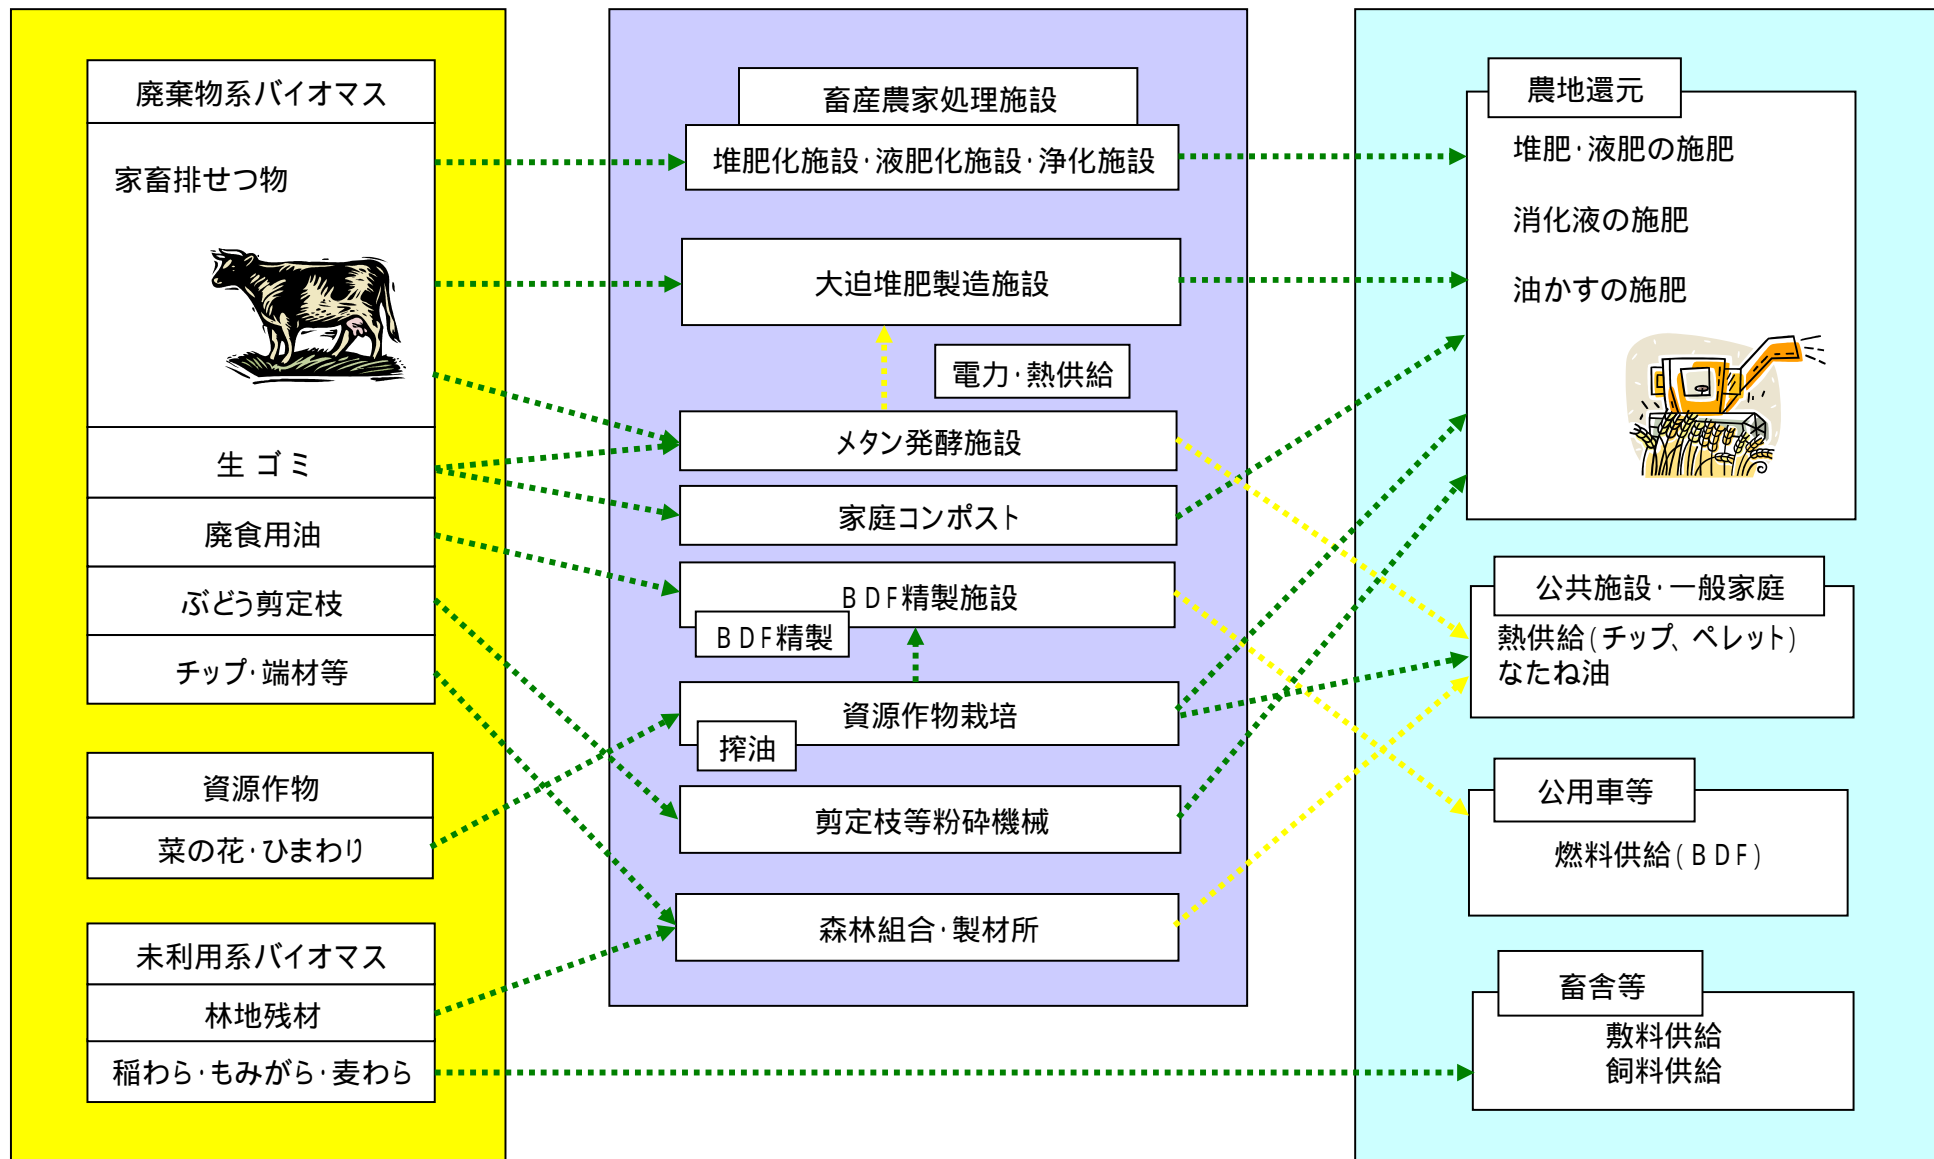 廃棄物系バイオマス
家畜排せつ物
生ゴミ
廃食用油
ぶどう剪定枝
チップ・端材等
資源作物
菜の花・ひまわり
未利用系バイオマス
林地残材
稲わら・もみがら・麦わら
畜産農家処理施設
堆肥化施設・液肥化施設・浄化施設
大迫堆肥製造施設
電力・熱供給
メタン発酵施設
家庭コンポスト
BDF精製施設
BDF精製
資源作物栽培
搾油
剪定枝等粉砕機械
森林組合・製材所
農地還元
堆肥・液肥の施肥
消化液の施肥
油かすの施肥
公共施設・一般家庭
熱供給(チップ、ペレット)
なたね油
公用車等
燃料供給(BDF)
畜舎等
敷料供給
飼料供給